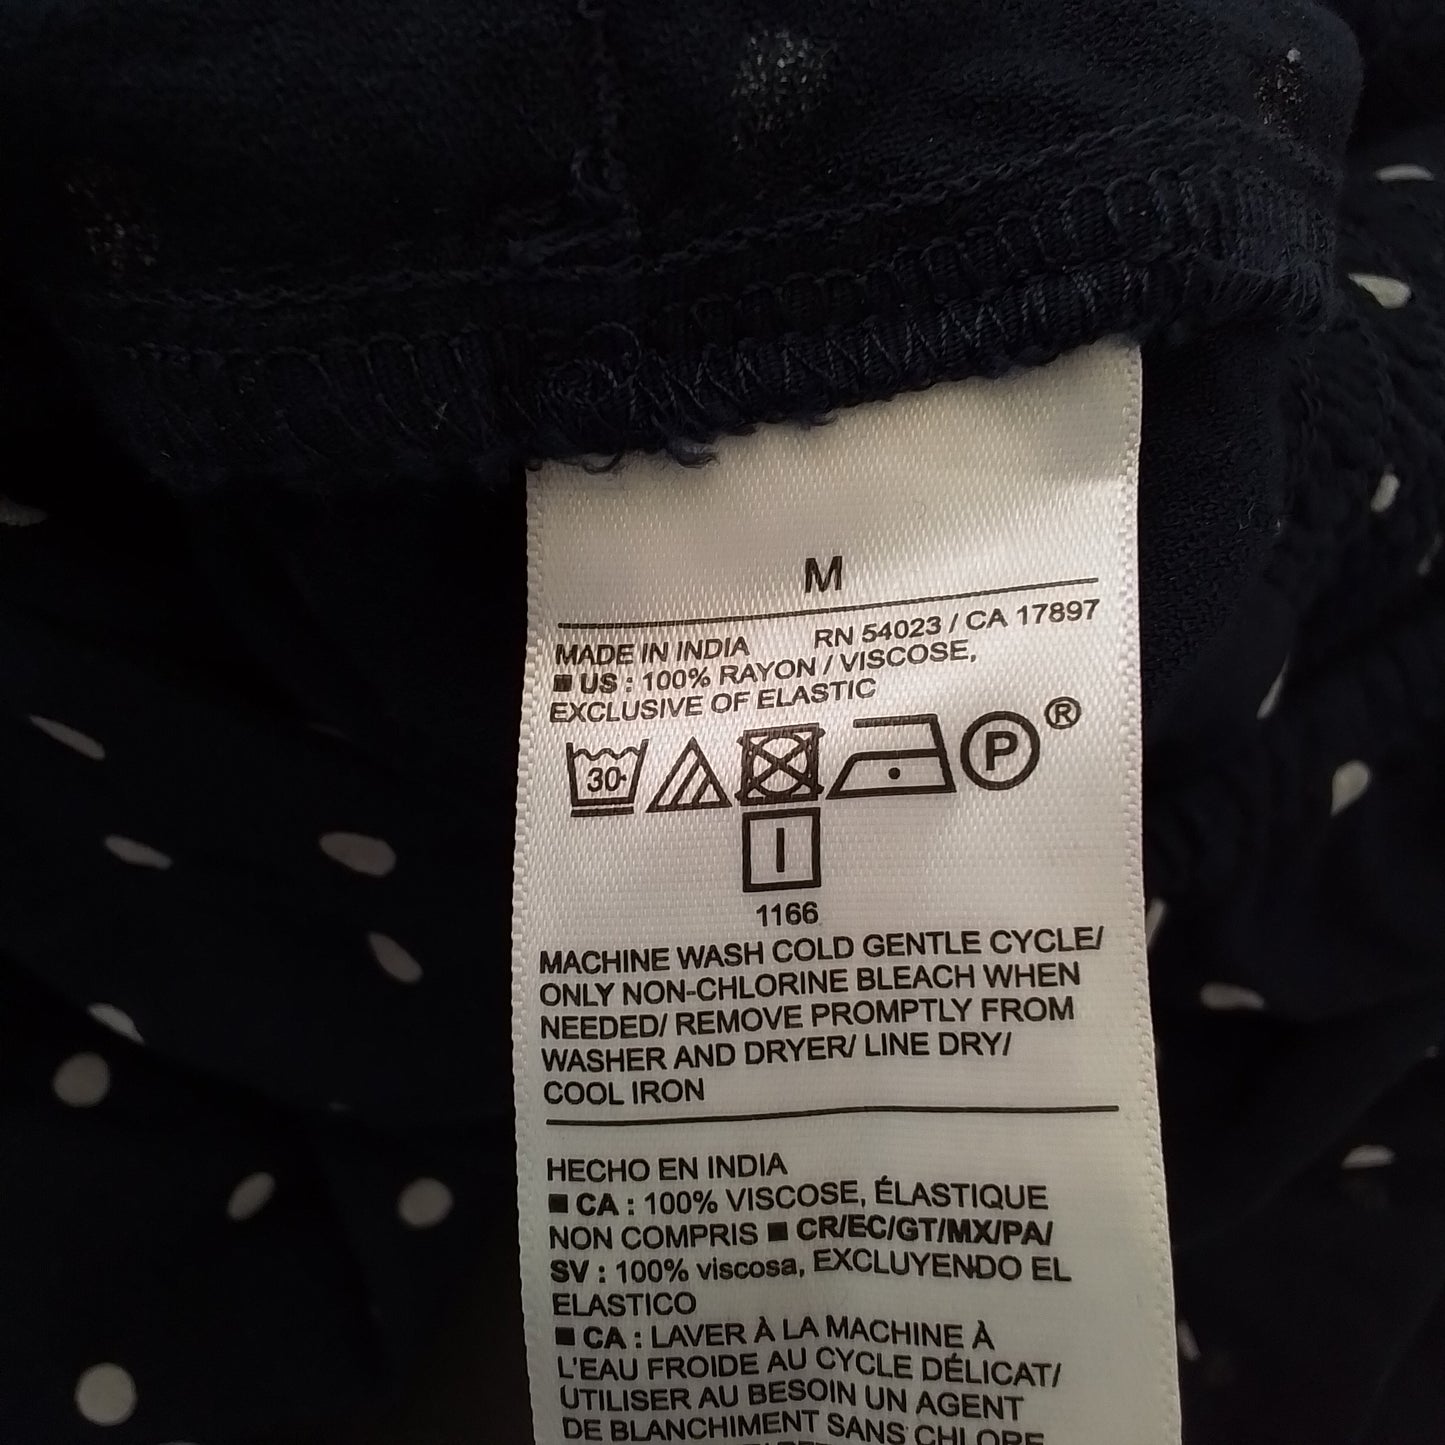 M
MADE IN INDIA RN 54023 / CA 17897
■ US : 100% RAYON / VISCOSE,
EXCLUSIVE OF ELASTIC
30 P ®
1166
MACHINE WASH COLD GENTLE CYCLE/
ONLY NON-CHLORINE BLEACH WHEN
NEEDED/ REMOVE PROMPTLY FROM
WASHER AND DRYER/ LINE DRY/
COOL IRON
HECHO EN INDIA
■ CA : 100% VISCOSE, ÉLASTIQUE
NON COMPRIS ■ CR/EC/GT/MX/PA/
SV : 100% viscosa, EXCLUYENDO EL
ELASTICO
■ CA : LAVER À LA MACHINE À
L'EAU FROIDE AU CYCLE DÉLICAT/
UTILISER AU BESOIN UN AGENT
DE BLANCHIMENT SANS CHLORE